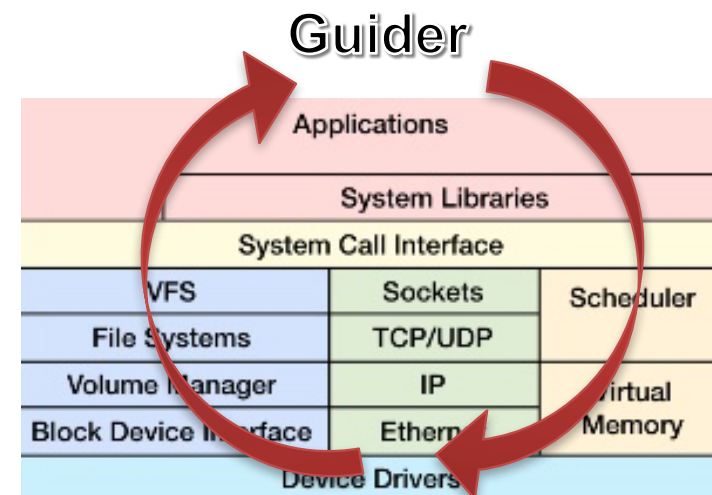 Guider
Applications
System Libraries
System Call Interface
VFS
Sockets
Scheduler
File Systems
TCP/UDP
Volume Manager
IP
Virtual
Memory
Block Device Interface
Ethernet
Device Drivers